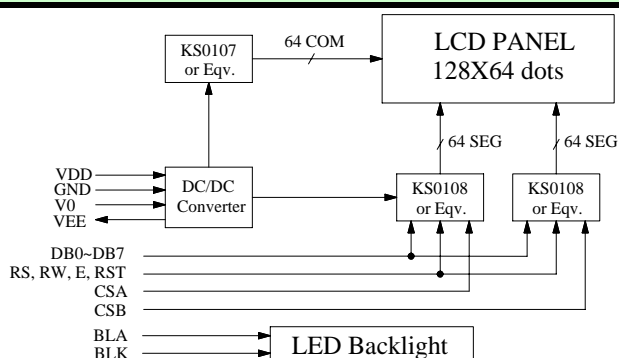 KS0107
or Eqv.
64 COM
LCD PANEL
128X64 dots
64 SEG
64 SEG
VDD
GND
V0
VEE
DC/DC
Converter
KS0108
or Eqv.
KS0108
or Eqv.
DB0~DB7
RS, RW, E, RST
CSA
CSB
BLA
BLK
LED Backlight